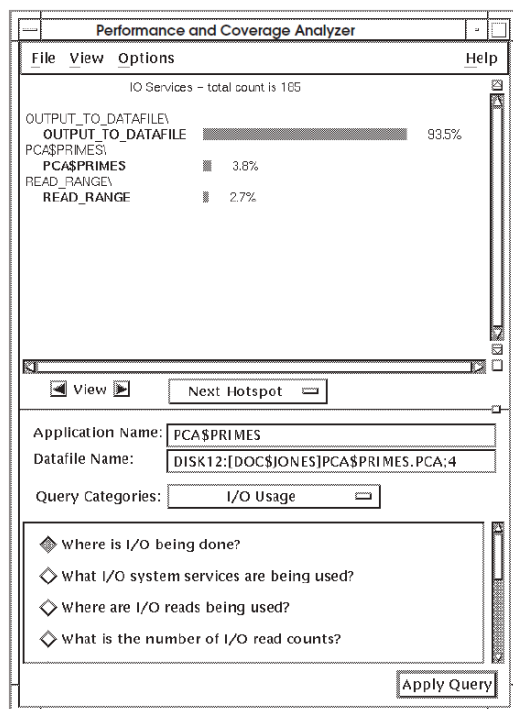 Performance and Coverage Analyzer
File View Options Help
IO Services - total count is 185
OUTPUT_TO_DATAFILE\
OUTPUT_TO_DATAFILE 93.5%
PCA$PRIMES\
PCA$PRIMES 3.8%
READ_RANGE\
READ_RANGE 2.7%
View Next Hotspot
Application Name: PCA$PRIMES
Datafile Name: DISK12:[DOC$JONES]PCA$PRIMES.PCA;4
Query Categories: I/O Usage
Where is I/O being done?
What I/O system services are being used?
Where are I/O reads being used?
What is the number of I/O read counts?
Apply Query